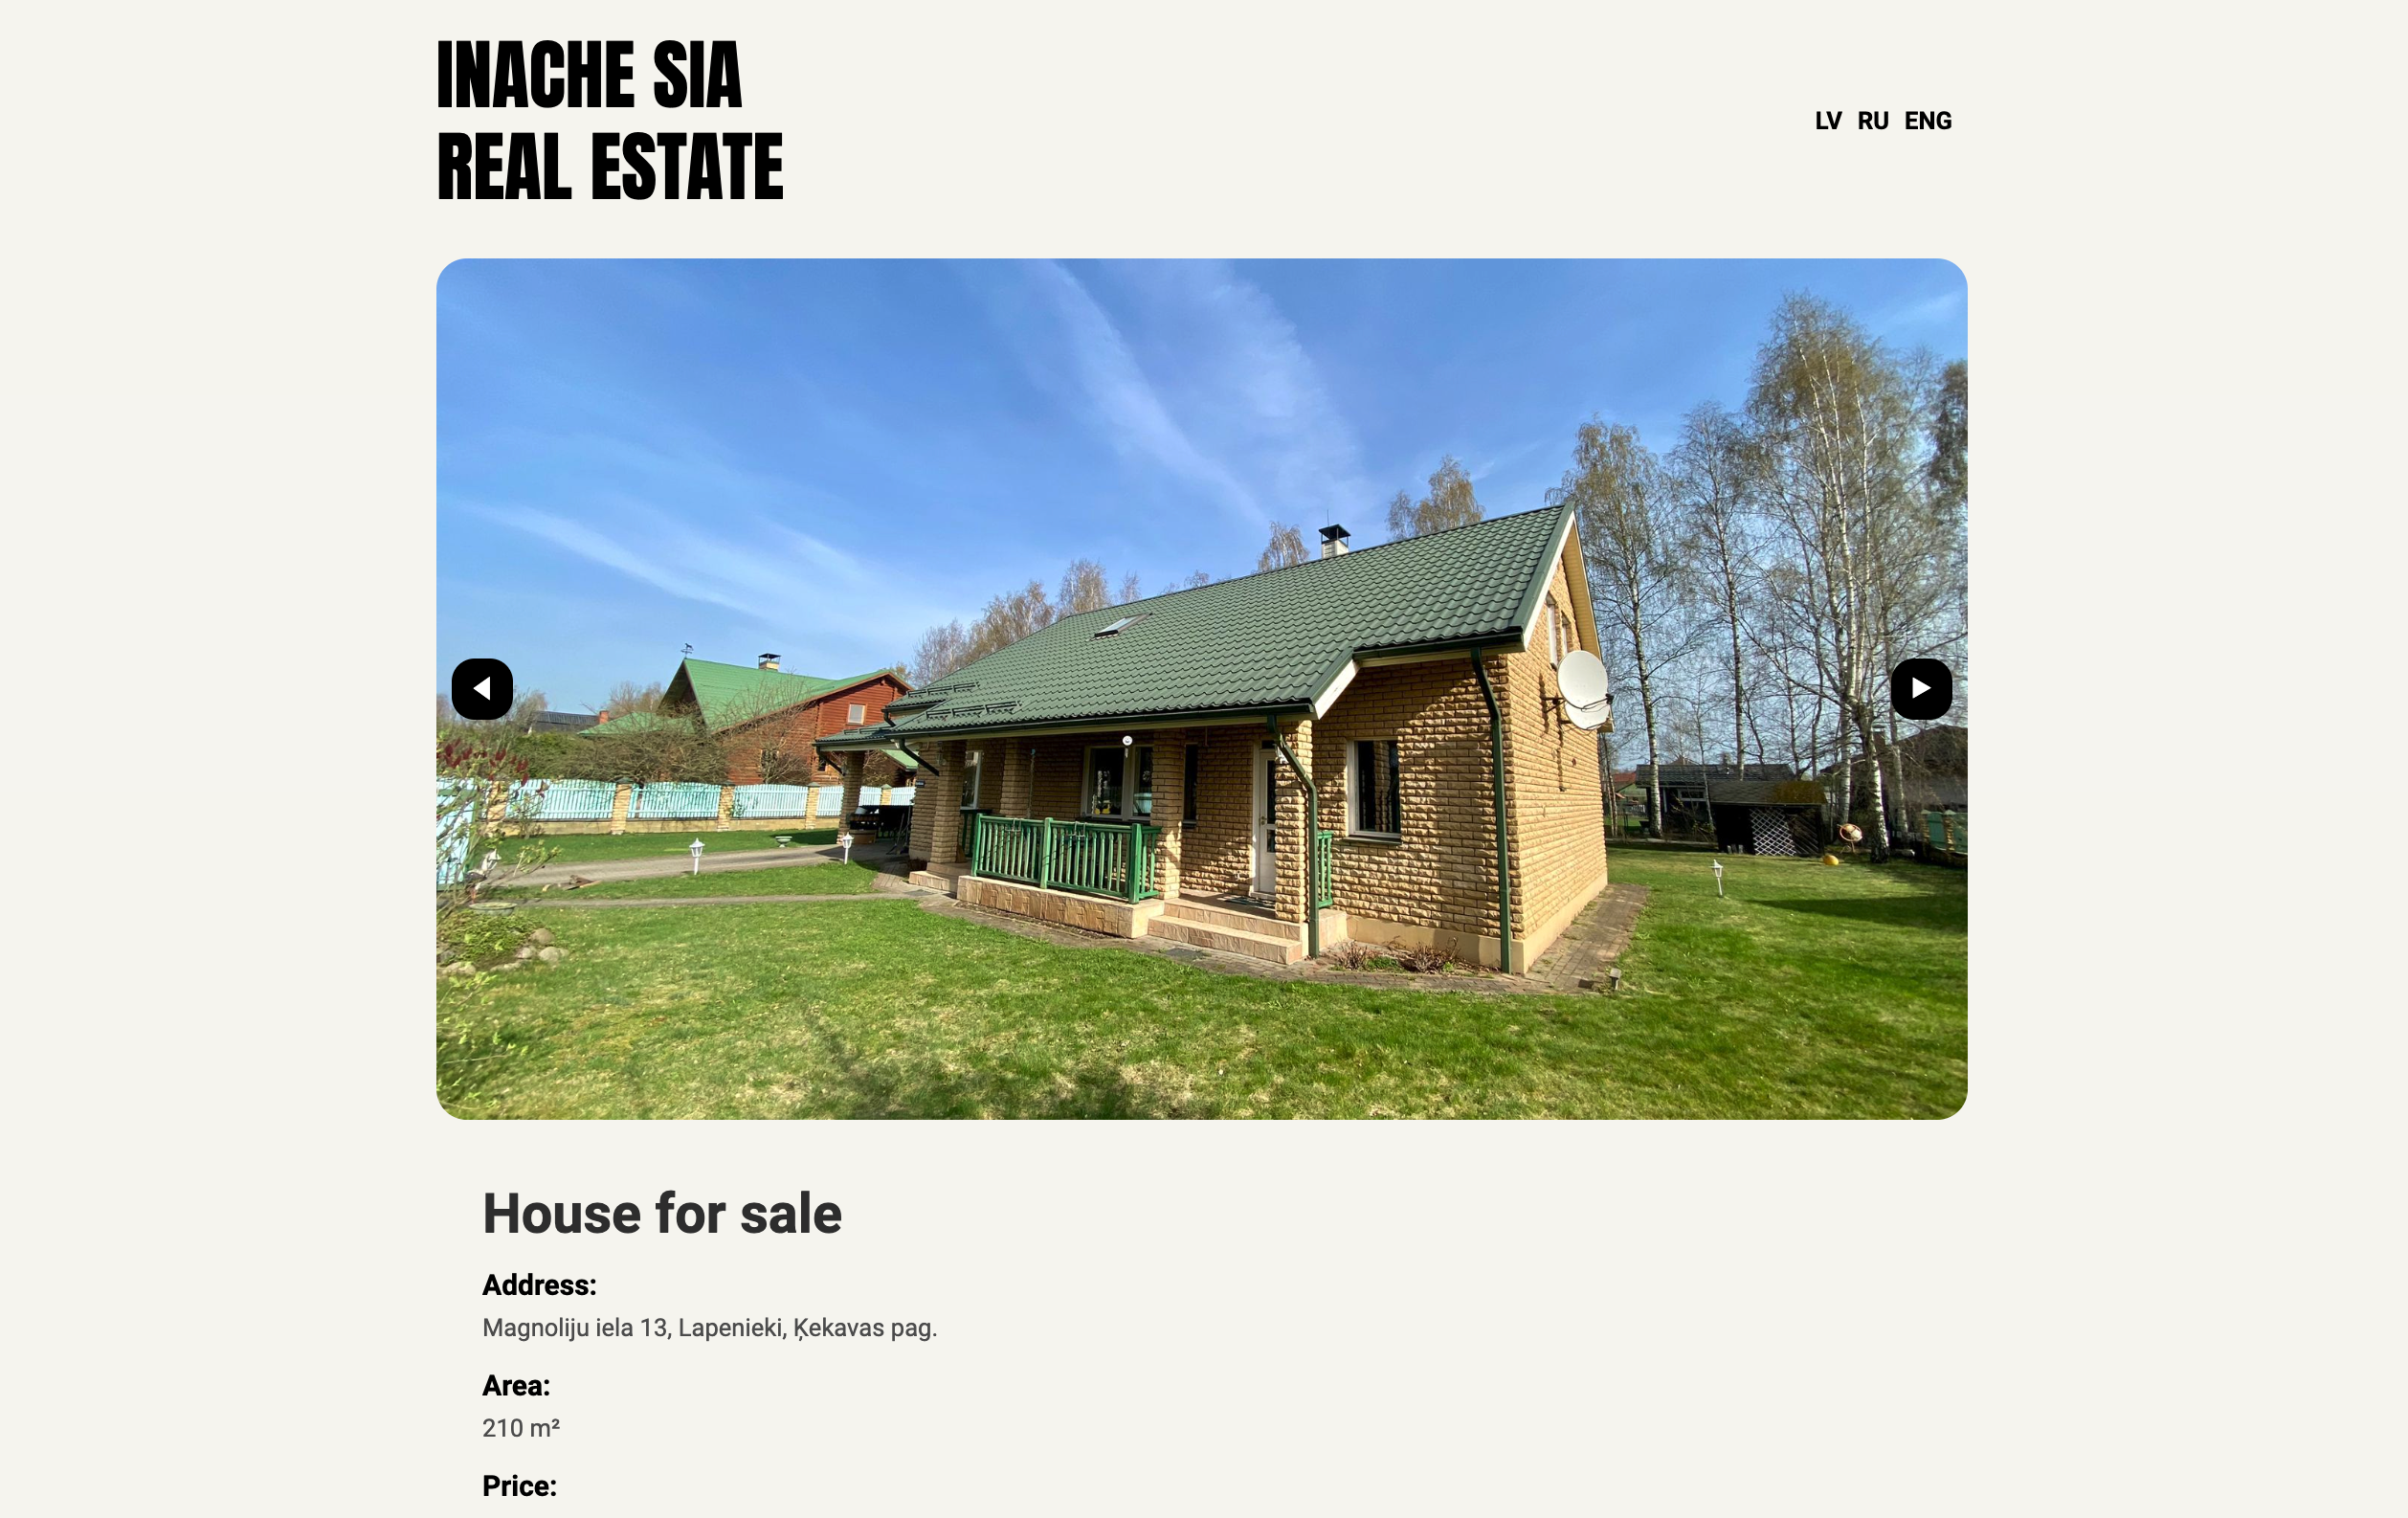 INACHE SIA
REAL ESTATE
LV RU ENG
House for sale
Address:
Magnoliju iela 13, Lapenieki, Ķekavas pag.
Area:
210 m²
Price: